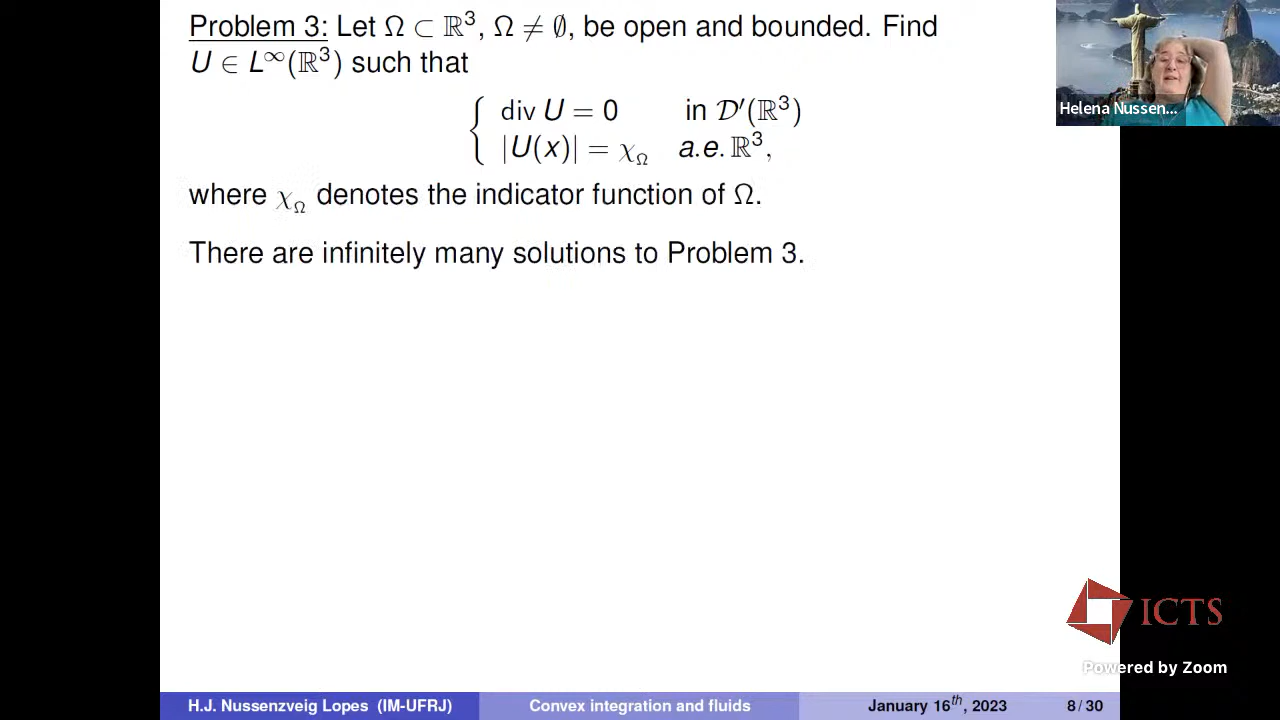 Problem 3: Let Ω ⊂ ℝ³, Ω ≠ ∅, be open and bounded. Find
U ∈ L^∞(ℝ³) such that
{ div U = 0 in 𝒟′(ℝ³)
|U(x)| = χ_Ω a.e. ℝ³,
where χ_Ω denotes the indicator function of Ω.
There are infinitely many solutions to Problem 3.
Helena Nussen...
ICTS
Powered by Zoom
H.J. Nussenzveig Lopes (IM-UFRJ) Convex integration and fluids January 16th, 2023 8 / 30